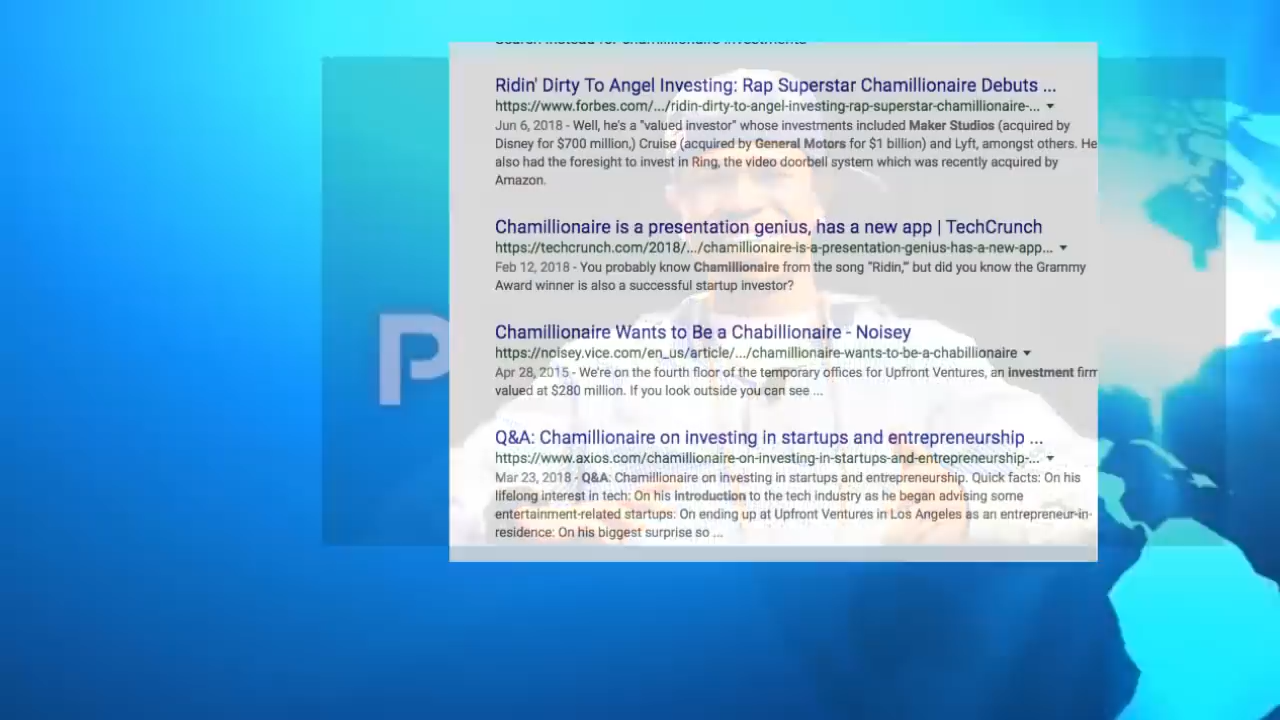 Search instead for chamilllionaire investments
Ridin' Dirty To Angel Investing: Rap Superstar Chamillionaire Debuts ...
https://www.forbes.com/.../ridin-dirty-to-angel-investing-rap-superstar-chamillionaire-...
Jun 6, 2018 - Well, he's a "valued investor" whose investments included Maker Studios (acquired by
Disney for $700 million,) Cruise (acquired by General Motors for $1 billion) and Lyft, amongst others. He
also had the foresight to invest in Ring, the video doorbell system which was recently acquired by
Amazon.
Chamillionaire is a presentation genius, has a new app | TechCrunch
https://techcrunch.com/2018/.../chamillionaire-is-a-presentation-genius-has-a-new-app...
Feb 12, 2018 - You probably know Chamillionaire from the song "Ridin,'" but did you know the Grammy
Award winner is also a successful startup investor?
Chamillionaire Wants to Be a Chabillionaire - Noisey
https://noisey.vice.com/en_us/article/.../chamillionaire-wants-to-be-a-chabillionaire
Apr 28, 2015 - We're on the fourth floor of the temporary offices for Upfront Ventures, an investment firm
valued at $280 million. If you look outside you can see ...
P
Q&A: Chamillionaire on investing in startups and entrepreneurship ...
https://www.axios.com/chamillionaire-on-investing-in-startups-and-entrepreneurship-...
Mar 23, 2018 - Q&A: Chamillionaire on investing in startups and entrepreneurship. Quick facts: On his
lifelong interest in tech: On his introduction to the tech industry as he began advising some
entertainment-related startups: On ending up at Upfront Ventures in Los Angeles as an entrepreneur-in-
residence: On his biggest surprise so ...